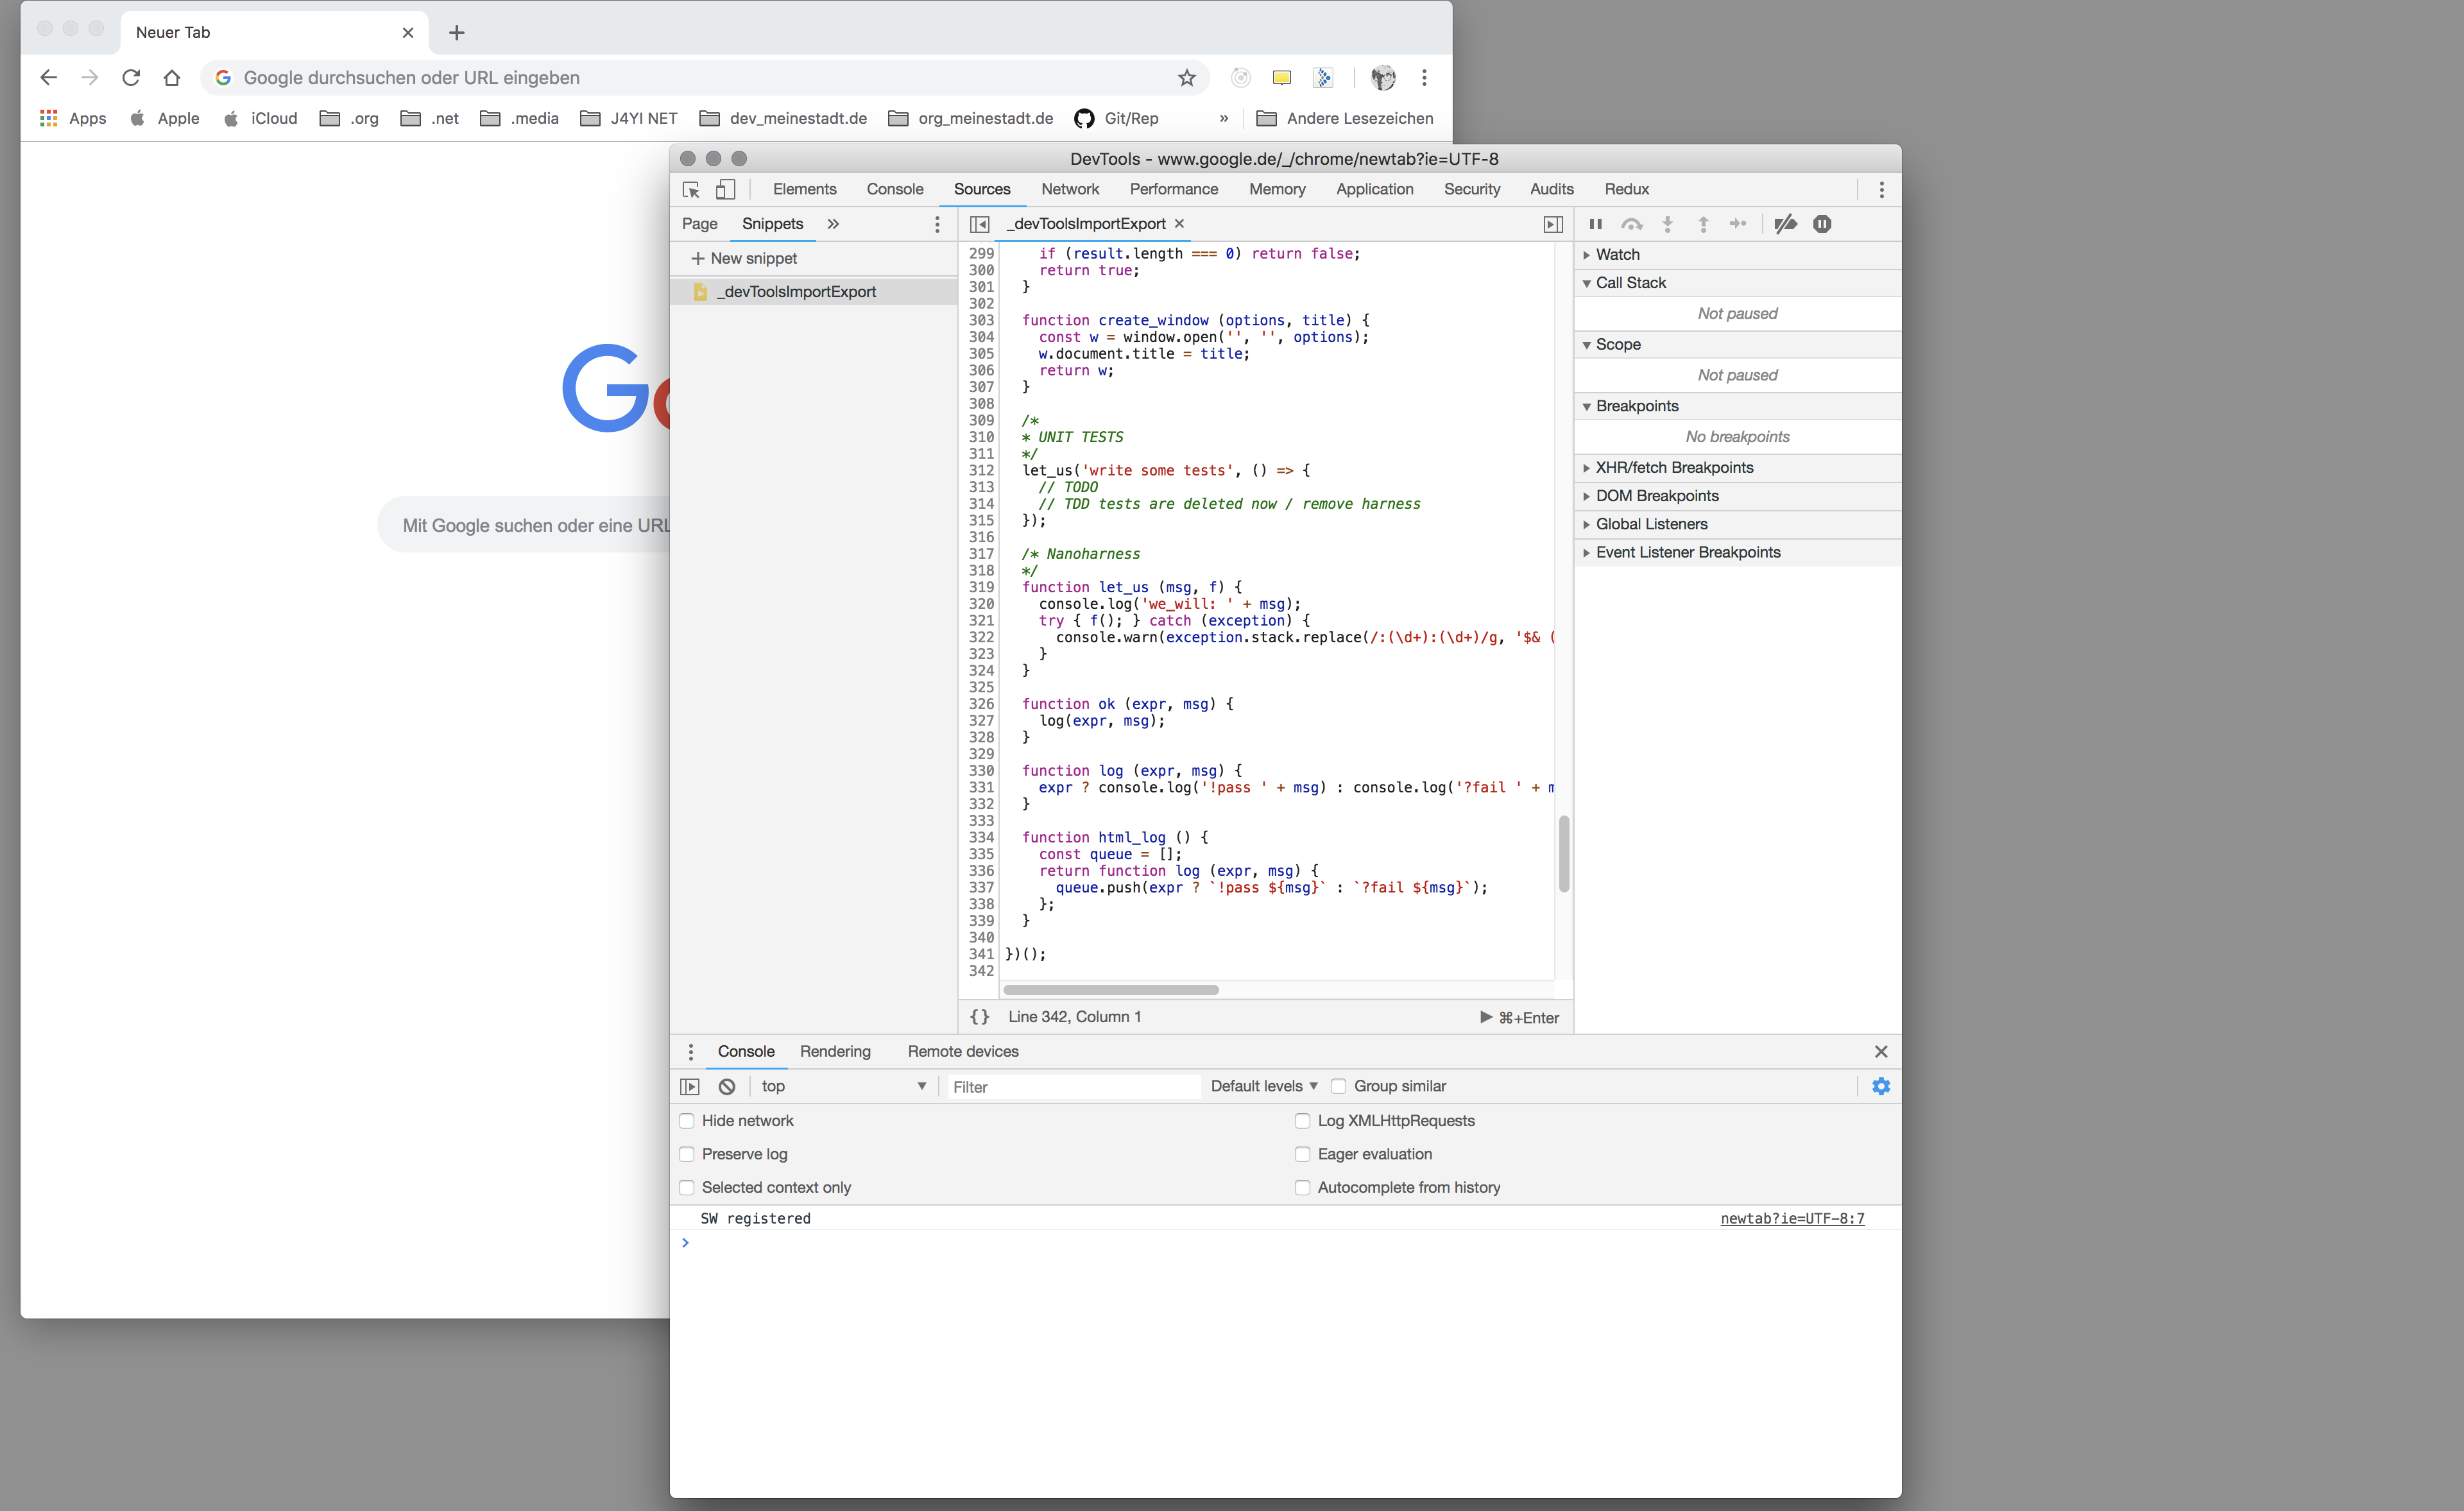 Neuer Tab
Google durchsuchen oder URL eingeben
Apps Apple iCloud .org .net .media J4YI NET dev_meinestadt.de org_meinestadt.de Git/Rep » Andere Lesezeichen
Mit Google suchen oder eine URL
DevTools - www.google.de/_/chrome/newtab?ie=UTF-8
Elements Console Sources Network Performance Memory Application Security Audits Redux
Page Snippets »
+ New snippet
_devToolsImportExport
_devToolsImportExport ×
299     if (result.length === 0) return false;
300     return true;
301   }
302
303   function create_window (options, title) {
304     const w = window.open('', '', options);
305     w.document.title = title;
306     return w;
307   }
308
309   /*
310   * UNIT TESTS
311   */
312   let_us('write some tests', () => {
313     // TODO
314     // TDD tests are deleted now / remove harness
315   });
316
317   /* Nanoharness
318   */
319   function let_us (msg, f) {
320     console.log('we_will: ' + msg);
321     try { f(); } catch (exception) {
322       console.warn(exception.stack.replace(/:(\d+):(\d+)/g, '$& (
323     }
324   }
325
326   function ok (expr, msg) {
327     log(expr, msg);
328   }
329
330   function log (expr, msg) {
331     expr ? console.log('!pass ' + msg) : console.log('?fail ' + m
332   }
333
334   function html_log () {
335     const queue = [];
336     return function log (expr, msg) {
337       queue.push(expr ? `!pass ${msg}` : `?fail ${msg}`);
338     };
339   }
340
341 })();
342
{} Line 342, Column 1 ⌘+Enter
Watch
Call Stack
Not paused
Scope
Not paused
Breakpoints
No breakpoints
XHR/fetch Breakpoints
DOM Breakpoints
Global Listeners
Event Listener Breakpoints
Console Rendering Remote devices
top Filter Default levels Group similar
Hide network Log XMLHttpRequests
Preserve log Eager evaluation
Selected context only Autocomplete from history
SW registered newtab?ie=UTF-8:7